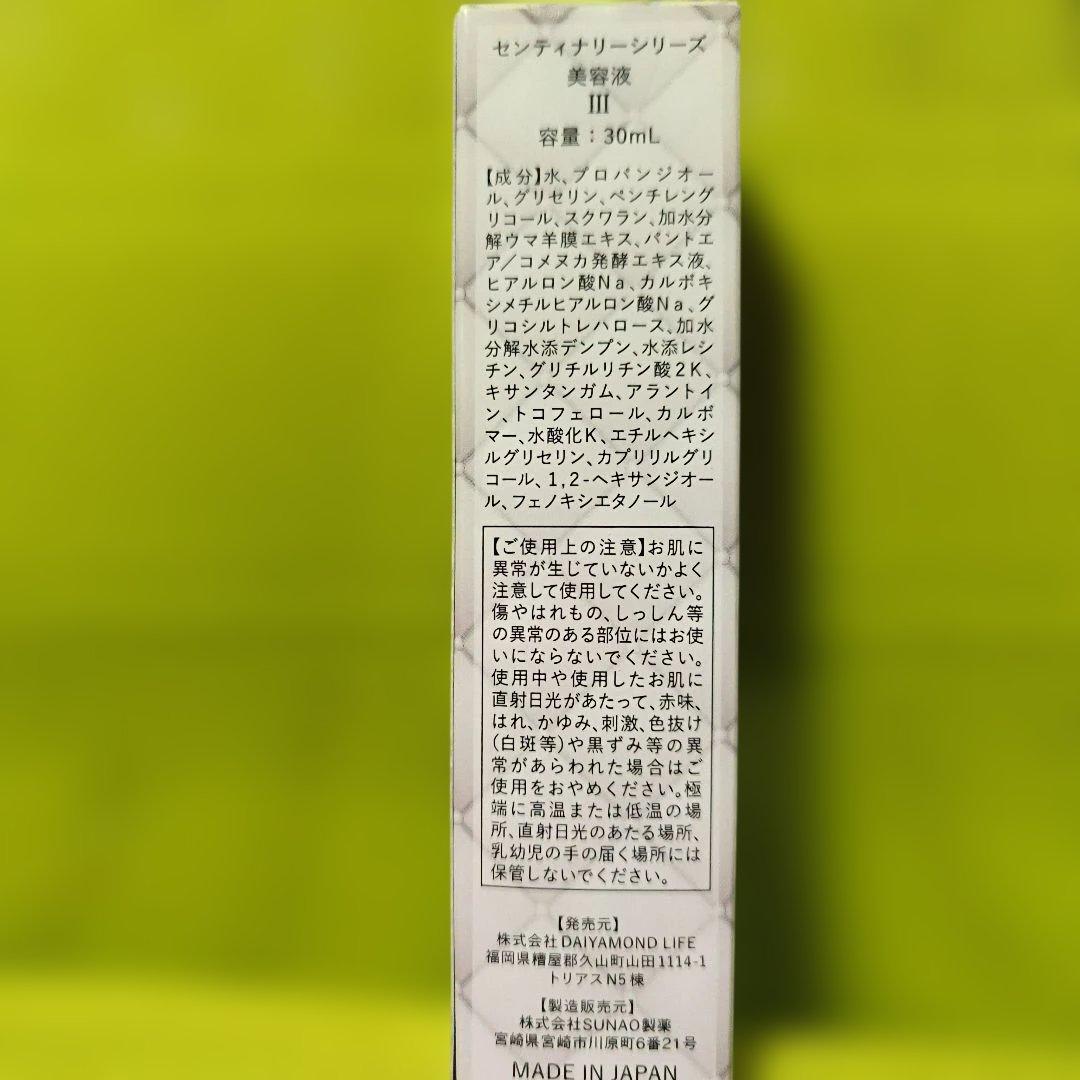 センティナリーシリーズ
美容液
III
容量：30mL
【成分】水、プロパンジオー
ル、グリセリン、ペンチレング
リコール、スクワラン、加水分
解ウマ羊膜エキス、パントエ
ア／コメヌカ発酵エキス液、
ヒアルロン酸Na、カルボキ
シメチルヒアルロン酸Na、グ
リコシルトレハロース、加水
分解水添デンプン、水添レシ
チン、グリチルリチン酸2K、
キサンタンガム、アラントイ
ン、トコフェロール、カルボ
マー、水酸化K、エチルヘキシ
ルグリセリン、カプリリルグリ
コール、1,2-ヘキサンジオー
ル、フェノキシエタノール
【ご使用上の注意】お肌に
異常が生じていないかよく
注意して使用してください。
傷やはれもの、しっしん等
の異常のある部位にはお使
いにならないでください。
使用中や使用したお肌に
直射日光があたって、赤味、
はれ、かゆみ、刺激、色抜け
(白斑等)や黒ずみ等の異
常があらわれた場合はご
使用をおやめください。極
端に高温または低温の場
所、直射日光のあたる場所、
乳幼児の手の届く場所には
保管しないでください。
【発売元】
株式会社DAIYAMOND LIFE
福岡県糟屋郡久山町山田1114-1
トリアスN5棟
【製造販売元】
株式会社SUNAO製薬
宮崎県宮崎市川原町6番21号
MADE IN JAPAN